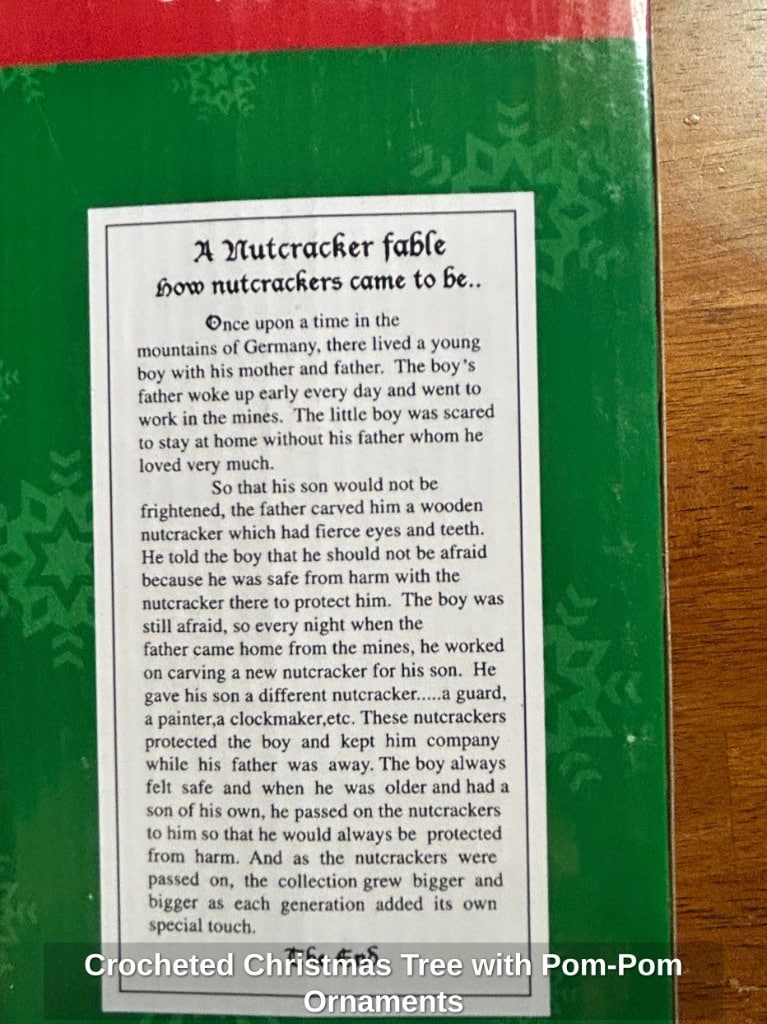 A Nutcracker fable
how nutcrackers came to be..
Once upon a time in the
mountains of Germany, there lived a young
boy with his mother and father. The boy's
father woke up early every day and went to
work in the mines. The little boy was scared
to stay at home without his father whom he
loved very much.
So that his son would not be
frightened, the father carved him a wooden
nutcracker which had fierce eyes and teeth.
He told the boy that he should not be afraid
because he was safe from harm with the
nutcracker there to protect him. The boy was
still afraid, so every night when the
father came home from the mines, he worked
on carving a new nutcracker for his son. He
gave his son a different nutcracker.....a guard,
a painter,a clockmaker,etc. These nutcrackers
protected the boy and kept him company
while his father was away. The boy always
felt safe and when he was older and had a
son of his own, he passed on the nutcrackers
to him so that he would always be protected
from harm. And as the nutcrackers were
passed on, the collection grew bigger and
bigger as each generation added its own
special touch.
The End
Crocheted Christmas Tree with Pom-Pom
Ornaments